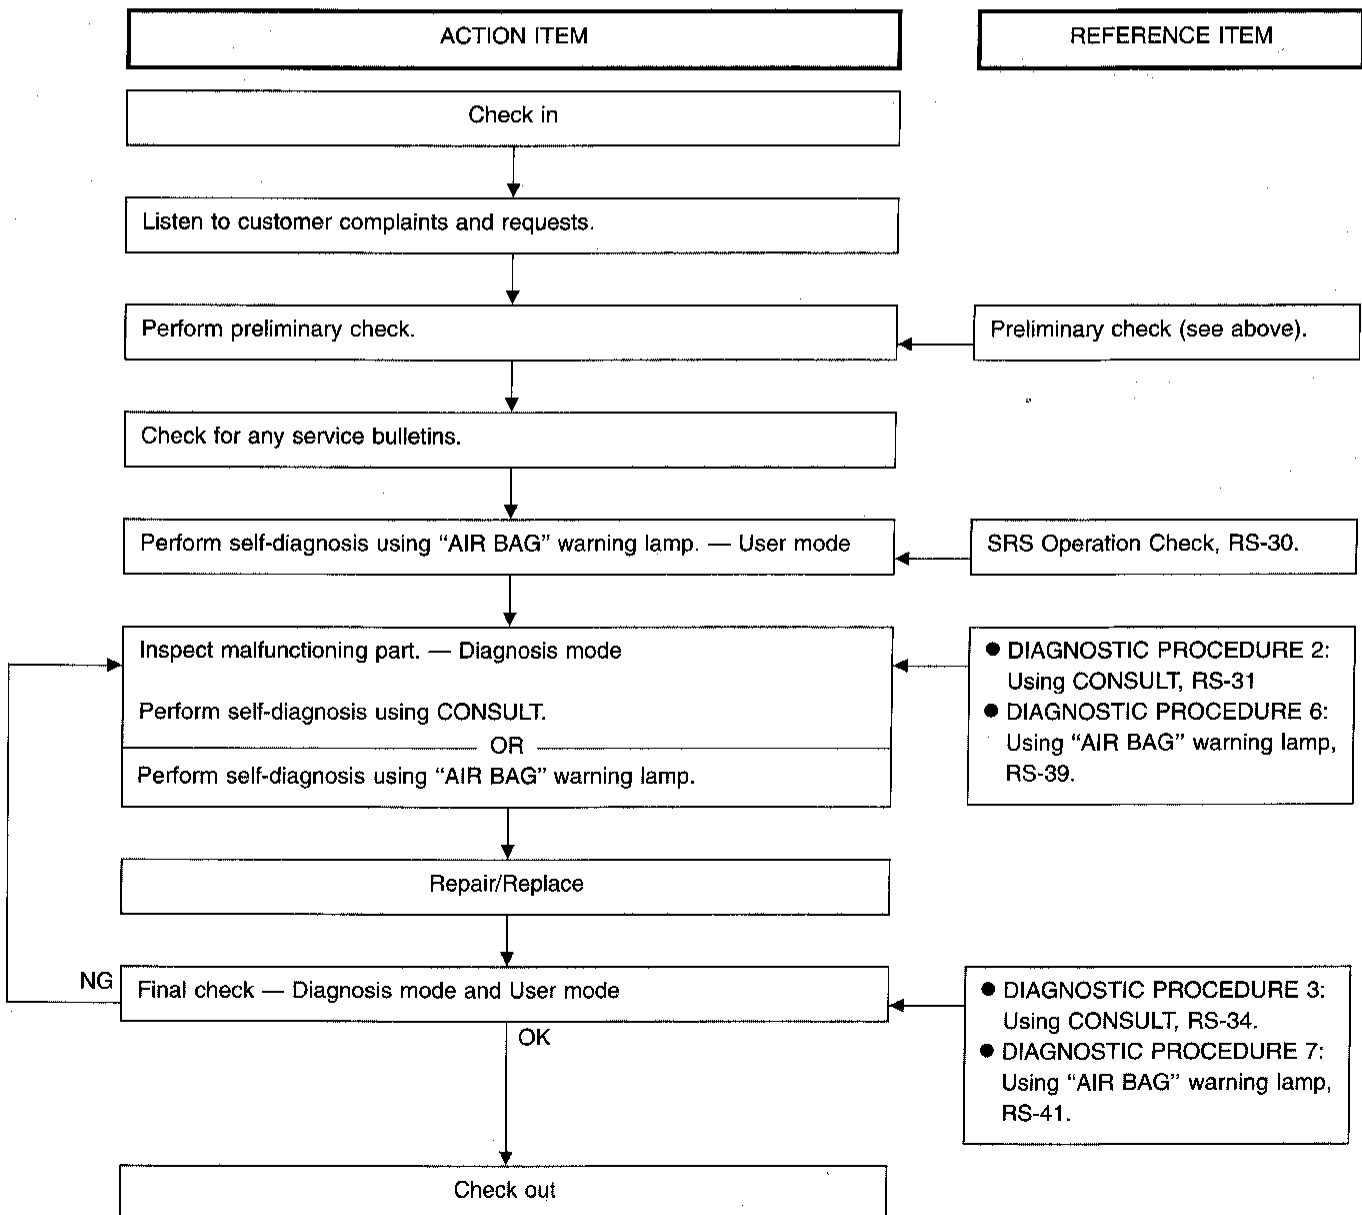 ACTION ITEM
REFERENCE ITEM
Check in
Listen to customer complaints and requests.
Perform preliminary check.
Preliminary check (see above).
Check for any service bulletins.
Perform self-diagnosis using “AIR BAG” warning lamp. — User mode
SRS Operation Check, RS-30.
Inspect malfunctioning part. — Diagnosis mode
Perform self-diagnosis using CONSULT.
OR
Perform self-diagnosis using “AIR BAG” warning lamp.
● DIAGNOSTIC PROCEDURE 2:
Using CONSULT, RS-31
● DIAGNOSTIC PROCEDURE 6:
Using “AIR BAG” warning lamp,
RS-39.
Repair/Replace
NG
Final check — Diagnosis mode and User mode
OK
● DIAGNOSTIC PROCEDURE 3:
Using CONSULT, RS-34.
● DIAGNOSTIC PROCEDURE 7:
Using “AIR BAG” warning lamp,
RS-41.
Check out